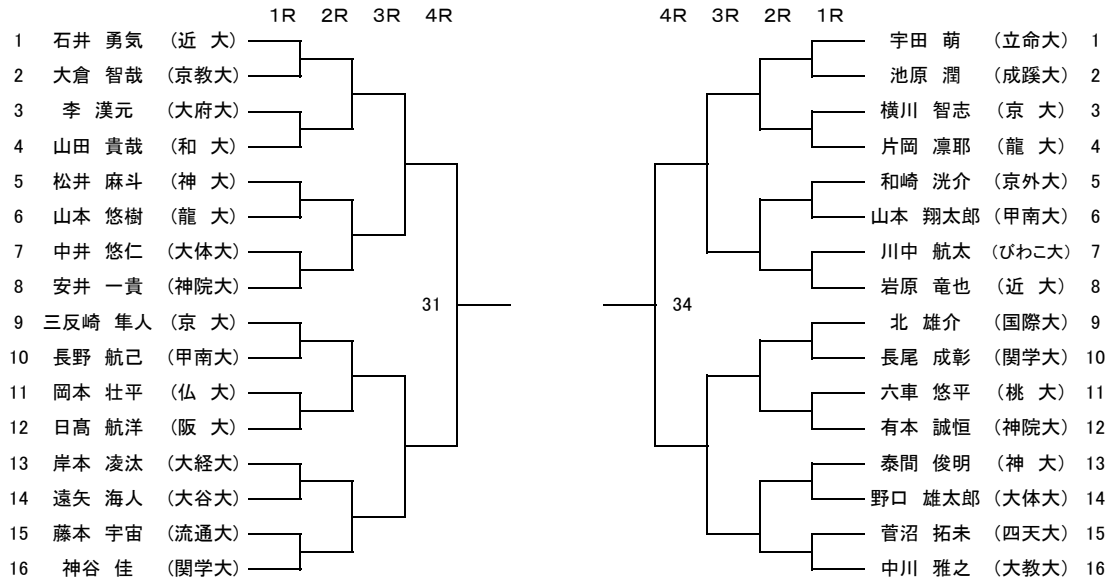 1R 2R 3R 4R 4R 3R 2R 1R
1 石井 勇気 (近 大) 宇田 萌 (立命大) 1
2 大倉 智哉 (京教大) 池原 潤 (成蹊大) 2
3 李 漢元 (大府大) 横川 智志 (京 大) 3
4 山田 貴哉 (和 大) 片岡 凛耶 (龍 大) 4
5 松井 麻斗 (神 大) 和崎 洸介 (京外大) 5
6 山本 悠樹 (龍 大) 山本 翔太郎 (甲南大) 6
7 中井 悠仁 (大体大) 川中 航太 (びわこ大) 7
8 安井 一貴 (神院大) 岩原 竜也 (近 大) 8
31 34
9 三反崎 隼人 (京 大) 北 雄介 (国際大) 9
10 長野 航己 (甲南大) 長尾 成彰 (関学大) 10
11 岡本 壮平 (仏 大) 六車 悠平 (桃 大) 11
12 日髙 航洋 (阪 大) 有本 誠恒 (神院大) 12
13 岸本 凌汰 (大経大) 泰間 俊明 (神 大) 13
14 遠矢 海人 (大谷大) 野口 雄太郎 (大体大) 14
15 藤本 宇宙 (流通大) 菅沼 拓未 (四天大) 15
16 神谷 佳 (関学大) 中川 雅之 (大教大) 16